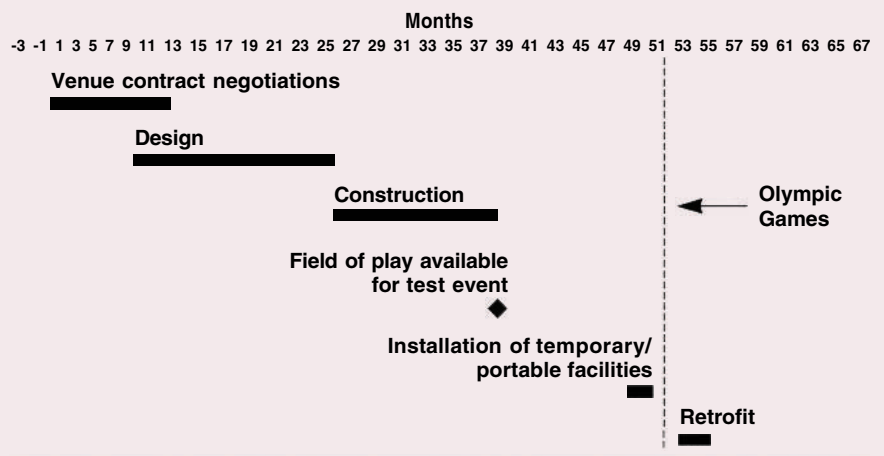 Months
-3 -1 1 3 5 7 9 11 13 15 17 19 21 23 25 27 29 31 33 35 37 39 41 43 45 47 49 51 53 55 57 59 61 63 65 67
Venue contract negotiations
Design
Construction
Olympic
Games
Field of play available
for test event
Installation of temporary/
portable facilities
Retrofit